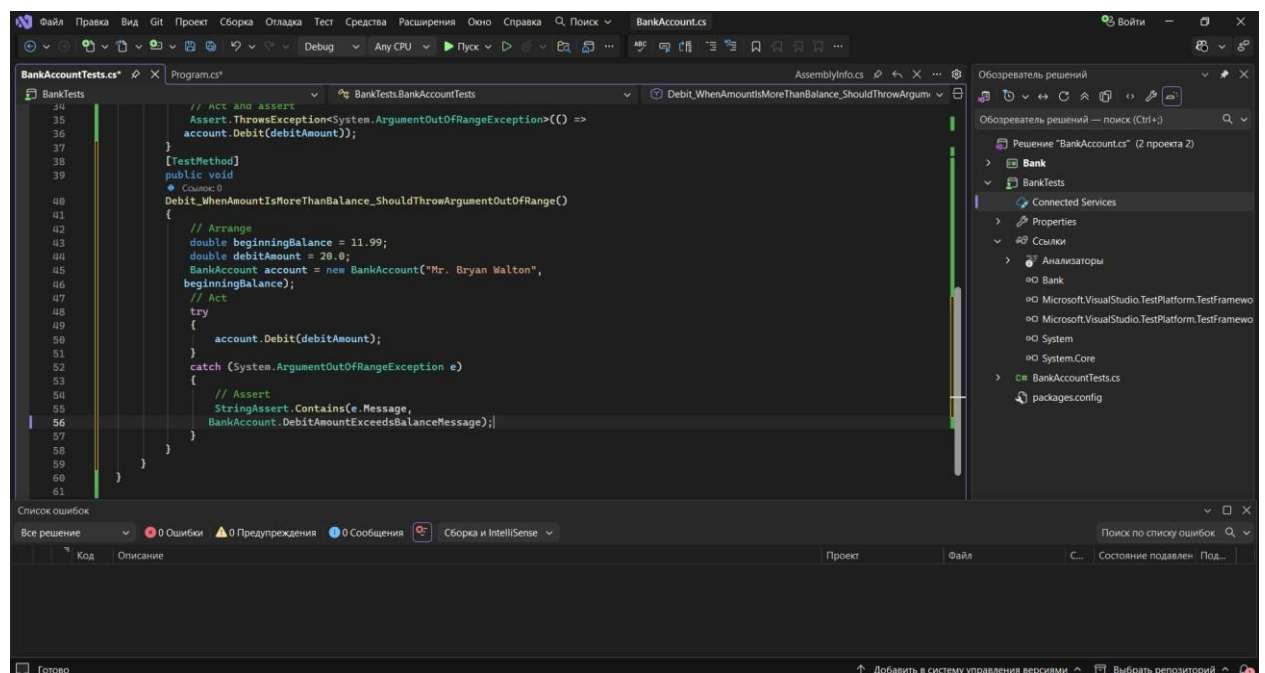 Файл Правка Вид Git Проект Сборка Отладка Тест Средства Расширения Окно Справка Поиск BankAccount.cs Войти
Debug Any CPU Пуск
BankAccountTests.cs* Program.cs* AssemblyInfo.cs
BankTests BankTests.BankAccountTests Debit_WhenAmountIsMoreThanBalance_ShouldThrowArgum
34 // Act and assert
35 Assert.ThrowsException<System.ArgumentOutOfRangeException>(() =>
36 account.Debit(debitAmount));
37 }
38 [TestMethod]
39 public void
Ссылок: 0
40 Debit_WhenAmountIsMoreThanBalance_ShouldThrowArgumentOutOfRange()
41 {
42 // Arrange
43 double beginningBalance = 11.99;
44 double debitAmount = 20.0;
45 BankAccount account = new BankAccount("Mr. Bryan Walton",
46 beginningBalance);
47 // Act
48 try
49 {
50 account.Debit(debitAmount);
51 }
52 catch (System.ArgumentOutOfRangeException e)
53 {
54 // Assert
55 StringAssert.Contains(e.Message,
56 BankAccount.DebitAmountExceedsBalanceMessage);
57 }
58 }
59 }
60 }
61
Обозреватель решений
Обозреватель решений — поиск (Ctrl+;)
Решение "BankAccount.cs" (2 проекта 2)
Bank
BankTests
Connected Services
Properties
Ссылки
Анализаторы
Bank
Microsoft.VisualStudio.TestPlatform.TestFramewo
Microsoft.VisualStudio.TestPlatform.TestFramewo
System
System.Core
C# BankAccountTests.cs
packages.config
Список ошибок
Все решение 0 Ошибки 0 Предупреждения 0 Сообщения Сборка и IntelliSense Поиск по списку ошибок
Код Описание Проект Файл С... Состояние подавлен Под...
Готово Добавить в систему управления версиями Выбрать репозиторий